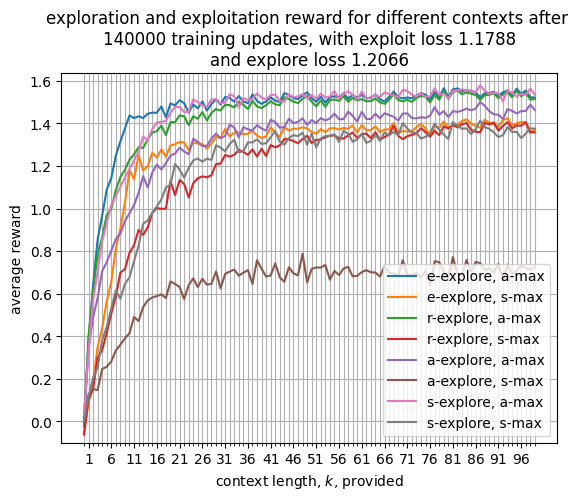 exploration and exploitation reward for different contexts after
140000 training updates, with exploit loss 1.1788
and explore loss 1.2066
1.6
1.4
1.2
1.0
0.8
0.6
0.4
0.2
0.0
average reward
e-explore, a-max
e-explore, s-max
r-explore, a-max
r-explore, s-max
a-explore, a-max
a-explore, s-max
s-explore, a-max
s-explore, s-max
1 6 11 16 21 26 31 36 41 46 51 56 61 66 71 76 81 86 91 96
context length, k, provided